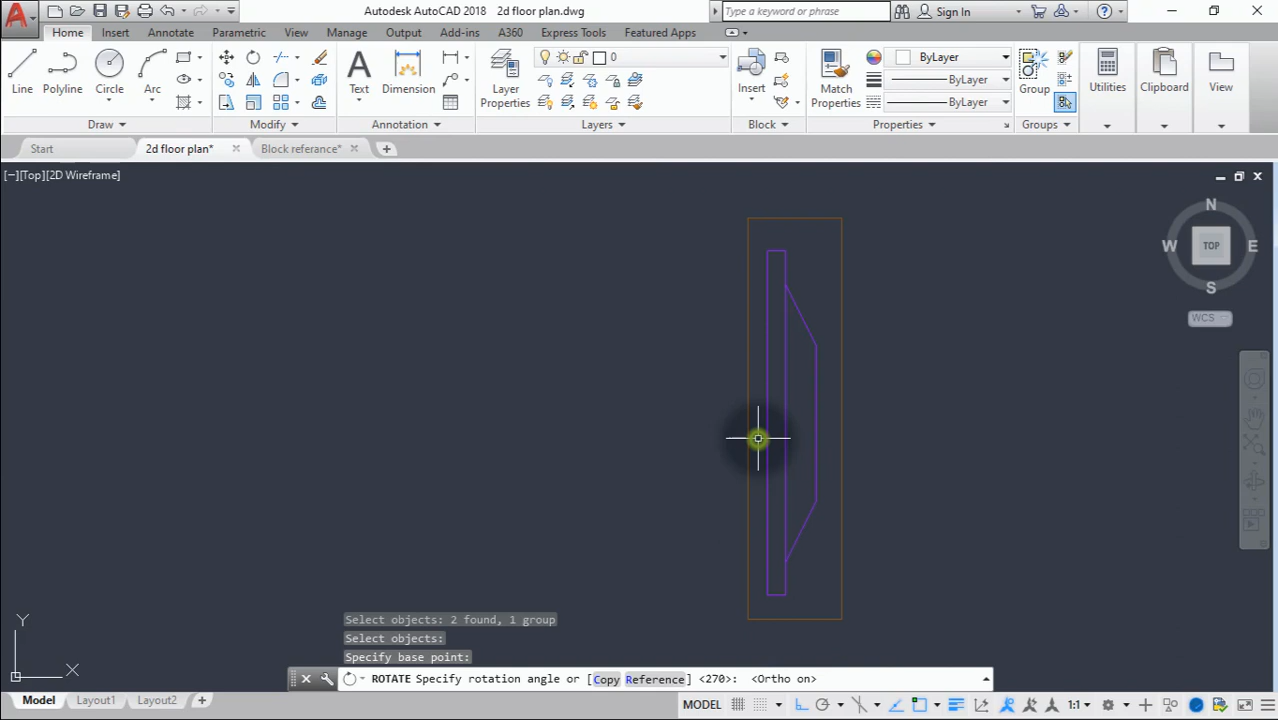 Autodesk AutoCAD 2018 2d floor plan.dwg
Type a keyword or phrase
Sign In
Home Insert Annotate Parametric View Manage Output Add-ins A360 Express Tools Featured Apps
Line Polyline Circle Arc
Text Dimension
Layer Properties
0
Insert
Match Properties
ByLayer
ByLayer
ByLayer
Group
Utilities Clipboard View
Draw Modify Annotation Layers Block Properties Groups
Start 2d floor plan* Block referance*
[−][Top][2D Wireframe]
N
W TOP E
S
WCS
Y
X
Select objects: 2 found, 1 group
Select objects:
Specify base point:
ROTATE Specify rotation angle or [Copy Reference] <270>: <Ortho on>
Model Layout1 Layout2
MODEL
1:1